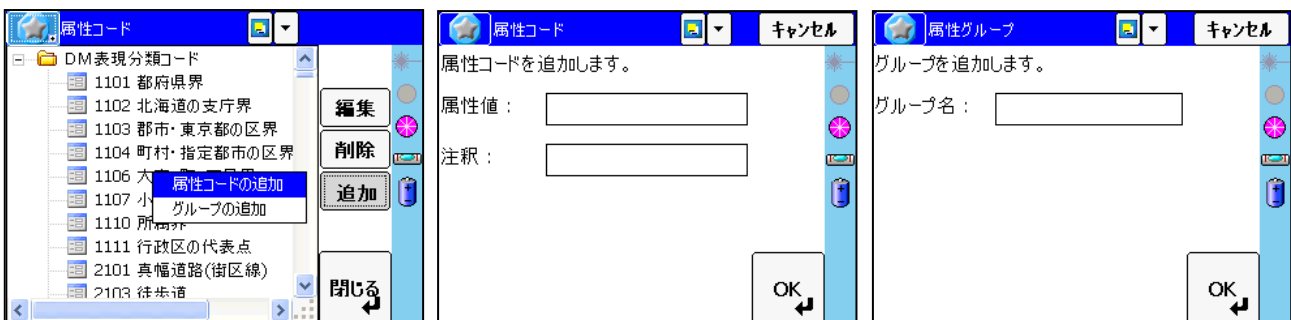 属性コード
DM表現分類コード
1101 都府県界
1102 北海道の支庁界
1103 郡市・東京都の区界
1104 町村・指定都市の区界
1106 大
1107 小
1110 所属界
1111 行政区の代表点
2101 真幅道路(街区線)
2103 徒歩道
属性コードの追加
グループの追加
編集
削除
追加
閉じる
属性コード
キャンセル
属性コードを追加します。
属性値：
注釈：
OK
属性グループ
キャンセル
グループを追加します。
グループ名：
OK